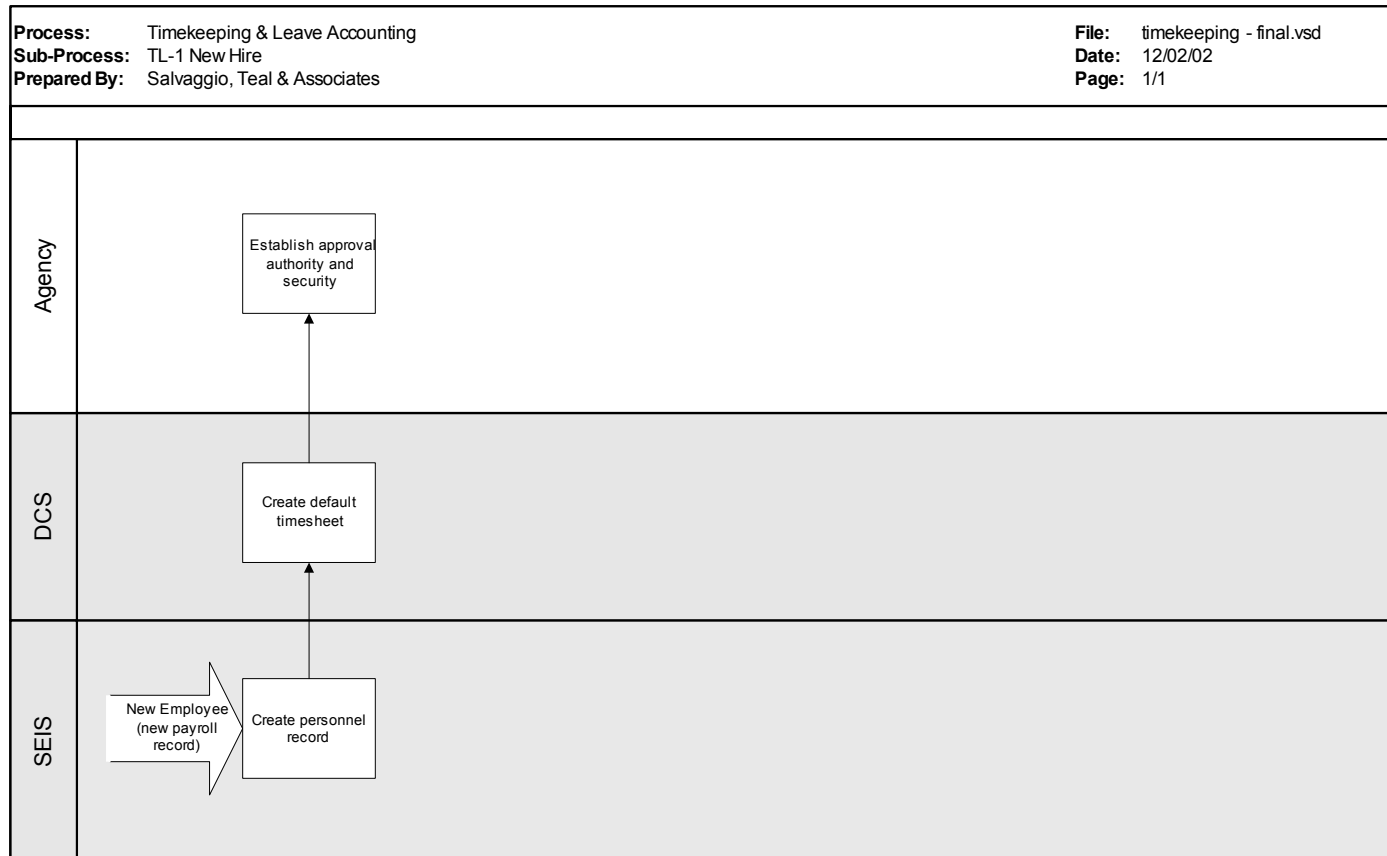 Process: Timekeeping & Leave Accounting
Sub-Process: TL-1 New Hire
Prepared By: Salvaggio, Teal & Associates
File: timekeeping - final.vsd
Date: 12/02/02
Page: 1/1
Agency
Establish approval
authority and
security
DCS
Create default
timesheet
SEIS
New Employee
(new payroll
record)
Create personnel
record